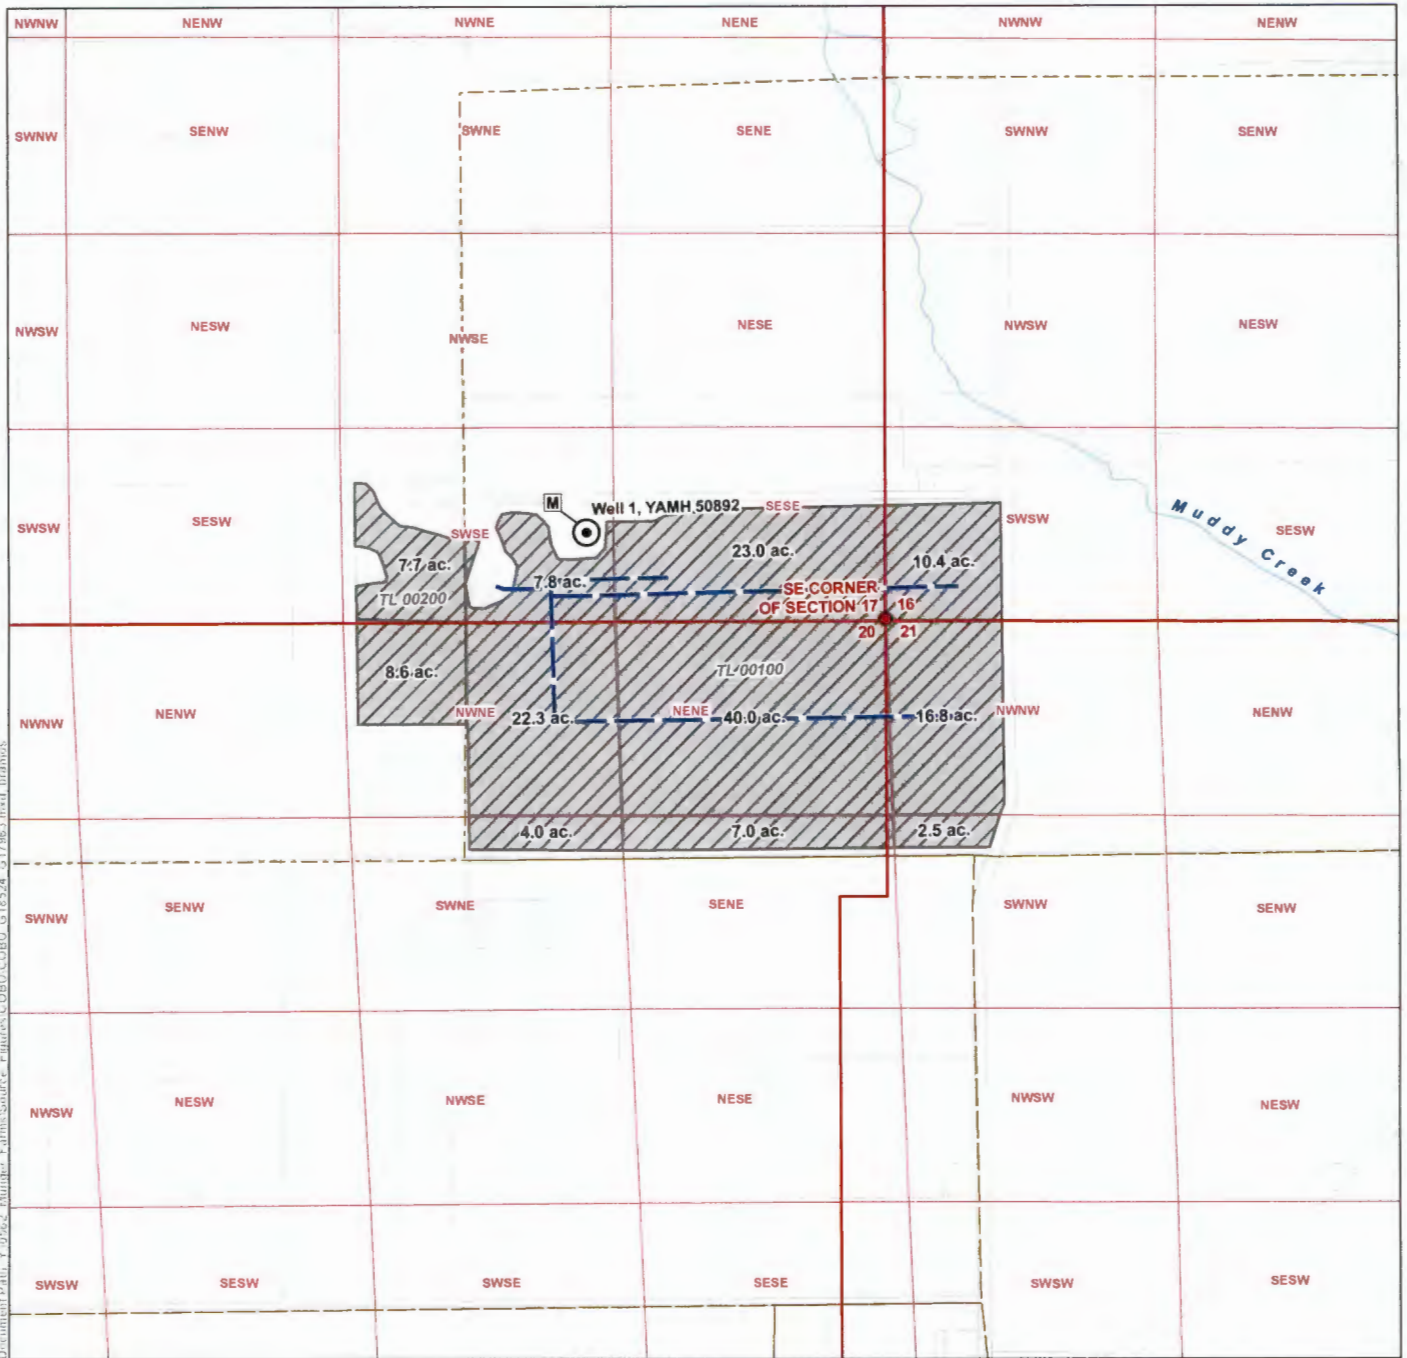 NWNW NENW NWNE NENE NWNW NENW
SWNW SENW SWNE SENE SWNW SENW
NWSW NESW NWSE NESE NWSW NESW
M Well 1, YAMH 50892 SESE
SWSW SESW SWSE SWSW SESW
Muddy Creek
23.0 ac.
7.7 ac. 10.4 ac.
7.8 ac.
TL 00200
SE CORNER
OF SECTION 17 16
20 21
8.6 ac. TL 00100
NWNW NENW NWNE 22.3 ac. NENE 40.0 ac. 16.8 ac. NWNW NENW
4.0 ac. 7.0 ac. 2.5 ac.
SWNW SENW SWNE SENE SWNW SENW
NWSW NESW NWSE NESE NWSW NESW
SWSW SESW SWSE SESE SWSW SESW